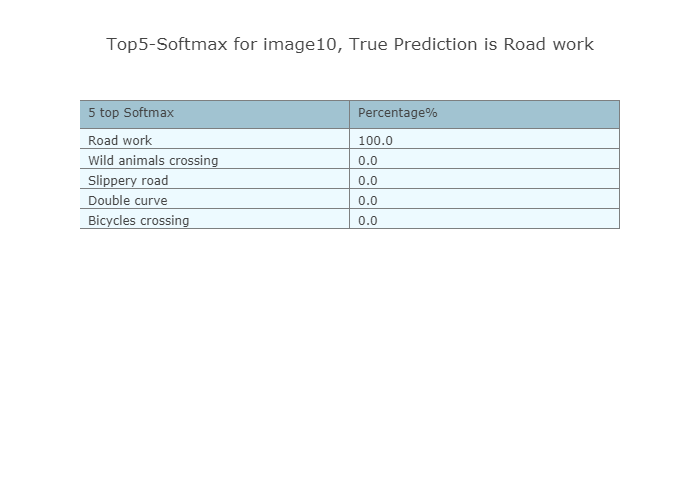 Top5-Softmax for image10, True Prediction is Road work
5 top Softmax Percentage%
Road work 100.0
Wild animals crossing 0.0
Slippery road 0.0
Double curve 0.0
Bicycles crossing 0.0